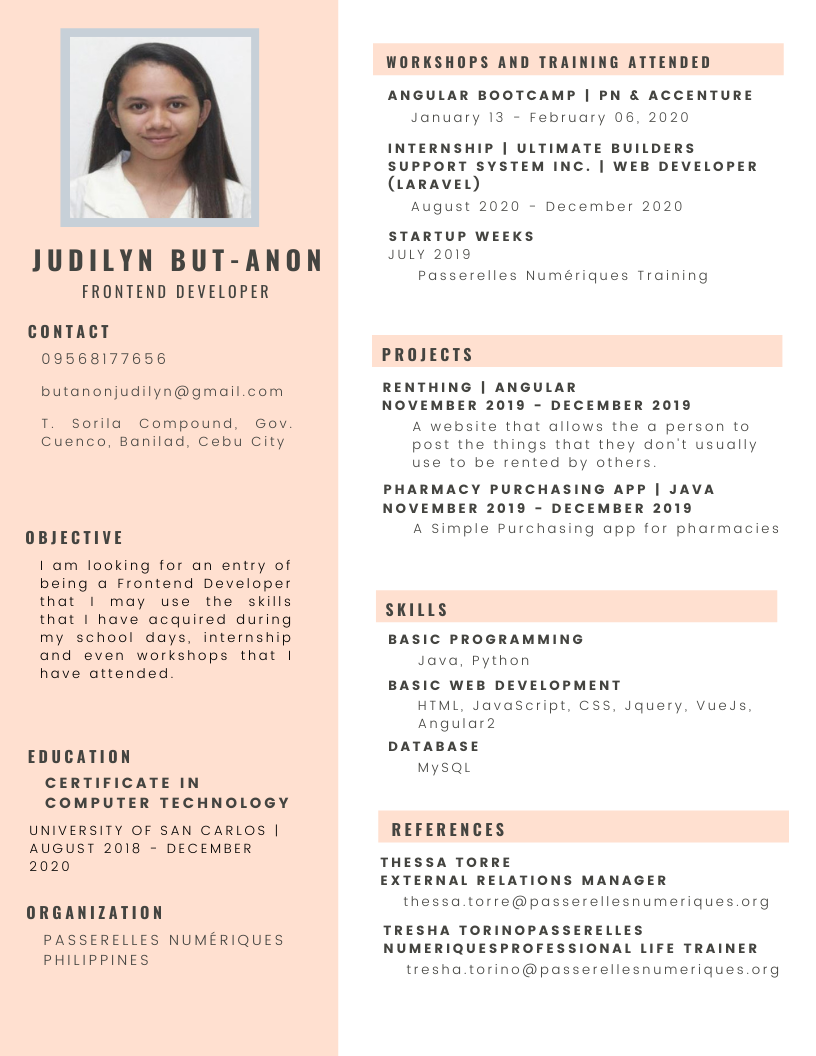 JUDILYN BUT-ANON
FRONTEND DEVELOPER
CONTACT
09568177656
butanonjudilyn@gmail.com
T. Sorila Compound, Gov.
Cuenco, Banilad, Cebu City
OBJECTIVE
I am looking for an entry of
being a Frontend Developer
that I may use the skills
that I have acquired during
my school days, internship
and even workshops that I
have attended.
EDUCATION
CERTIFICATE IN
COMPUTER TECHNOLOGY
UNIVERSITY OF SAN CARLOS |
AUGUST 2018 - DECEMBER
2020
ORGANIZATION
PASSERELLES NUMÉRIQUES
PHILIPPINES
WORKSHOPS AND TRAINING ATTENDED
ANGULAR BOOTCAMP | PN & ACCENTURE
January 13 - February 06, 2020
INTERNSHIP | ULTIMATE BUILDERS
SUPPORT SYSTEM INC. | WEB DEVELOPER
(LARAVEL)
August 2020 - December 2020
STARTUP WEEKS
JULY 2019
Passerelles Numériques Training
PROJECTS
RENTHING | ANGULAR
NOVEMBER 2019 - DECEMBER 2019
A website that allows the a person to
post the things that they don't usually
use to be rented by others.
PHARMACY PURCHASING APP | JAVA
NOVEMBER 2019 - DECEMBER 2019
A Simple Purchasing app for pharmacies
SKILLS
BASIC PROGRAMMING
Java, Python
BASIC WEB DEVELOPMENT
HTML, JavaScript, CSS, Jquery, VueJs,
Angular2
DATABASE
MySQL
REFERENCES
THESSA TORRE
EXTERNAL RELATIONS MANAGER
thessa.torre@passerellesnumeriques.org
TRESHA TORINOPASSERELLES
NUMERIQUESPROFESSIONAL LIFE TRAINER
tresha.torino@passerellesnumeriques.org